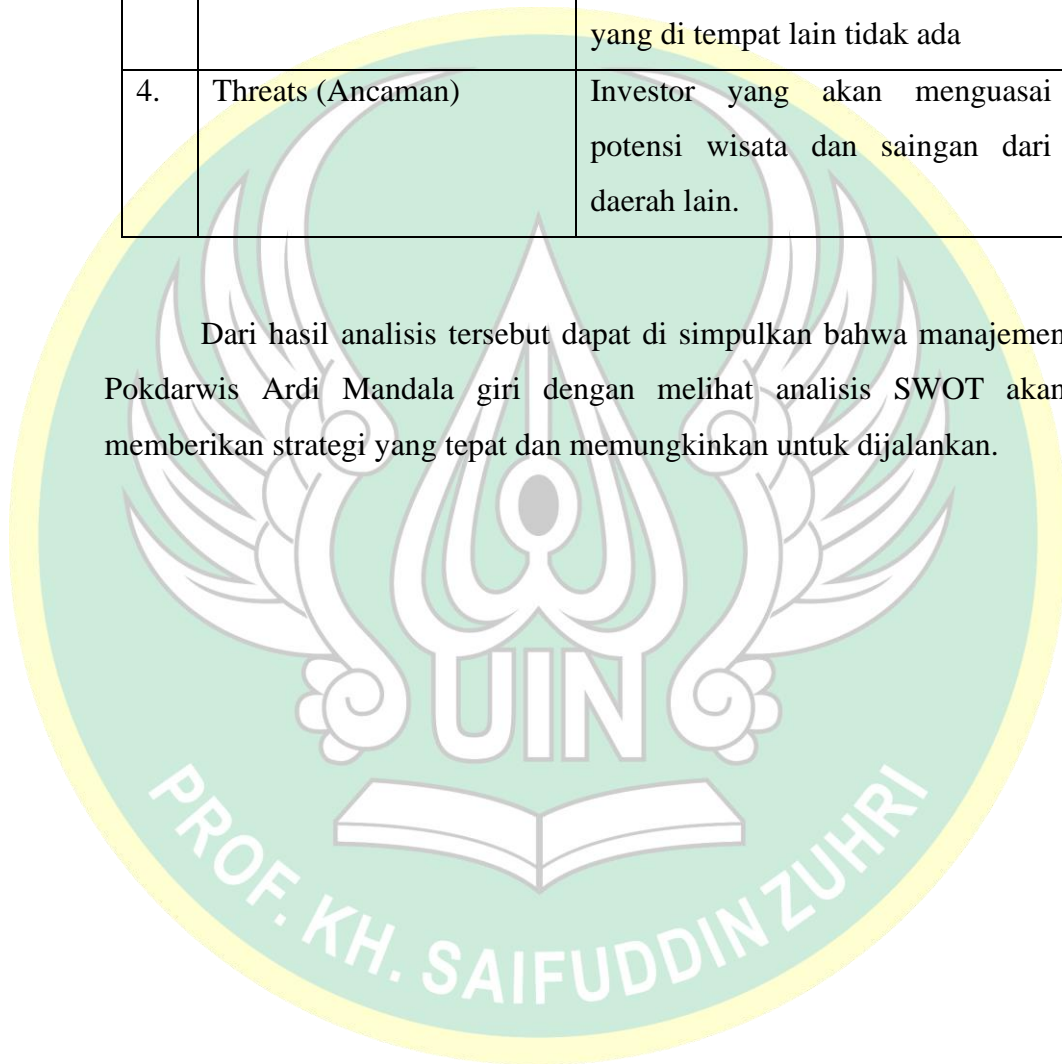 yang di tempat lain tidak ada
4. Threats (Ancaman) Investor yang akan menguasai
potensi wisata dan saingan dari
daerah lain.
Dari hasil analisis tersebut dapat di simpulkan bahwa manajemen
Pokdarwis Ardi Mandala giri dengan melihat analisis SWOT akan
memberikan strategi yang tepat dan memungkinkan untuk dijalankan.
UIN
PROF. KH. SAIFUDDIN ZUHRI